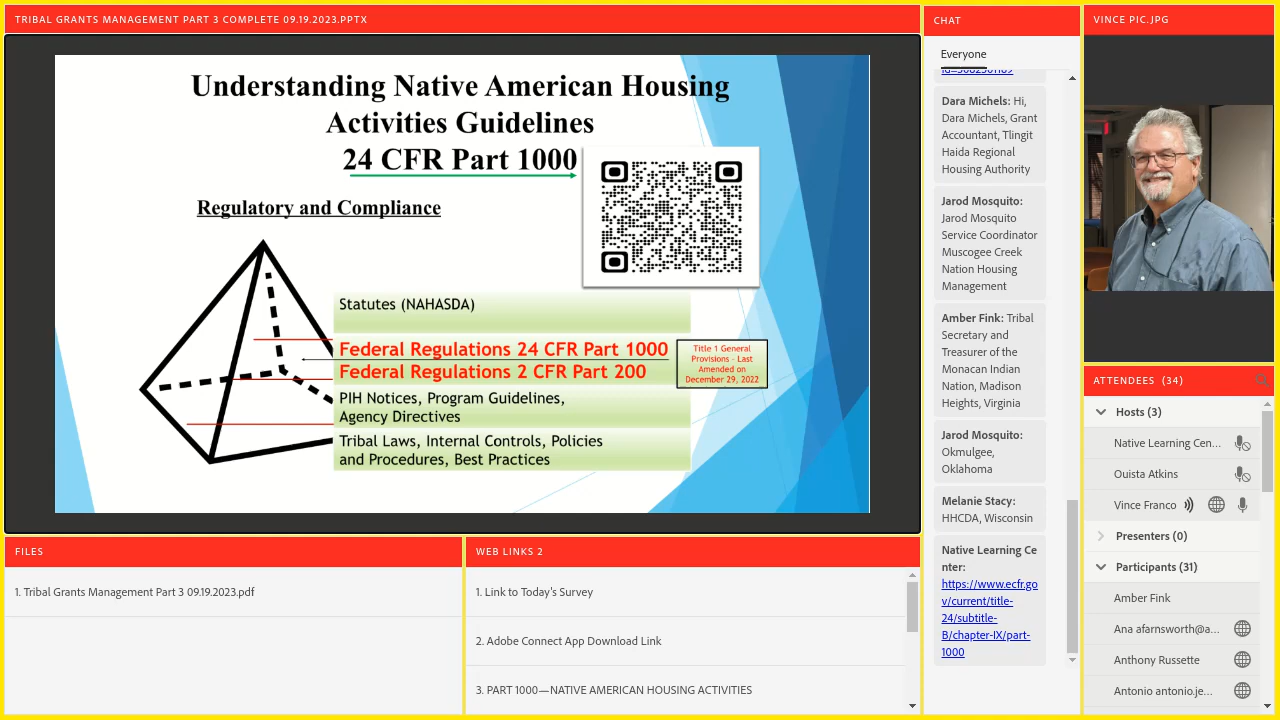 TRIBAL GRANTS MANAGEMENT PART 3 COMPLETE 09.19.2023.PPTX
Understanding Native American Housing
Activities Guidelines
24 CFR Part 1000
Regulatory and Compliance
Statutes (NAHASDA)
Federal Regulations 24 CFR Part 1000
Federal Regulations 2 CFR Part 200
Title 1 General
Provisions - Last
Amended on
December 29, 2022
PIH Notices, Program Guidelines,
Agency Directives
Tribal Laws, Internal Controls, Policies
and Procedures, Best Practices
FILES
1. Tribal Grants Management Part 3 09.19.2023.pdf
WEB LINKS 2
1. Link to Today's Survey
2. Adobe Connect App Download Link
3. PART 1000—NATIVE AMERICAN HOUSING ACTIVITIES
CHAT
Everyone
Dara Michels: Hi,
Dara Michels, Grant
Accountant, Tlingit
Haida Regional
Housing Authority
Jarod Mosquito:
Jarod Mosquito
Service Coordinator
Muscogee Creek
Nation Housing
Management
Amber Fink: Tribal
Secretary and
Treasurer of the
Monacan Indian
Nation, Madison
Heights, Virginia
Jarod Mosquito:
Okmulgee,
Oklahoma
Melanie Stacy:
HHCDA, Wisconsin
Native Learning Ce
nter:
https://www.ecfr.go
v/current/title-
24/subtitle-
B/chapter-IX/part-
1000
VINCE PIC.JPG
ATTENDEES (34)
Hosts (3)
Native Learning Cen...
Ouista Atkins
Vince Franco
Presenters (0)
Participants (31)
Amber Fink
Ana afarnsworth@a...
Anthony Russette
Antonio antonio.je...